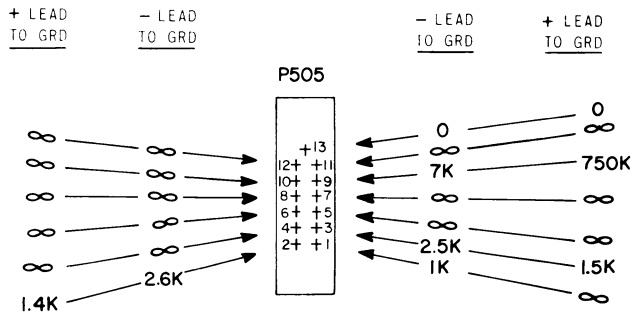 + LEAD
TO GRD
- LEAD
TO GRD
- LEAD
TO GRD
+ LEAD
TO GRD
P505
∞ ∞ 0 0
∞ ∞ ∞ ∞
∞ ∞ 7K 750K
∞ ∞ ∞ ∞
∞ ∞ ∞ ∞
1.4K 2.6K 2.5K 1.5K
1K ∞
+13
12+ +11
10+ +9
8+ +7
6+ +5
4+ +3
2+ +1